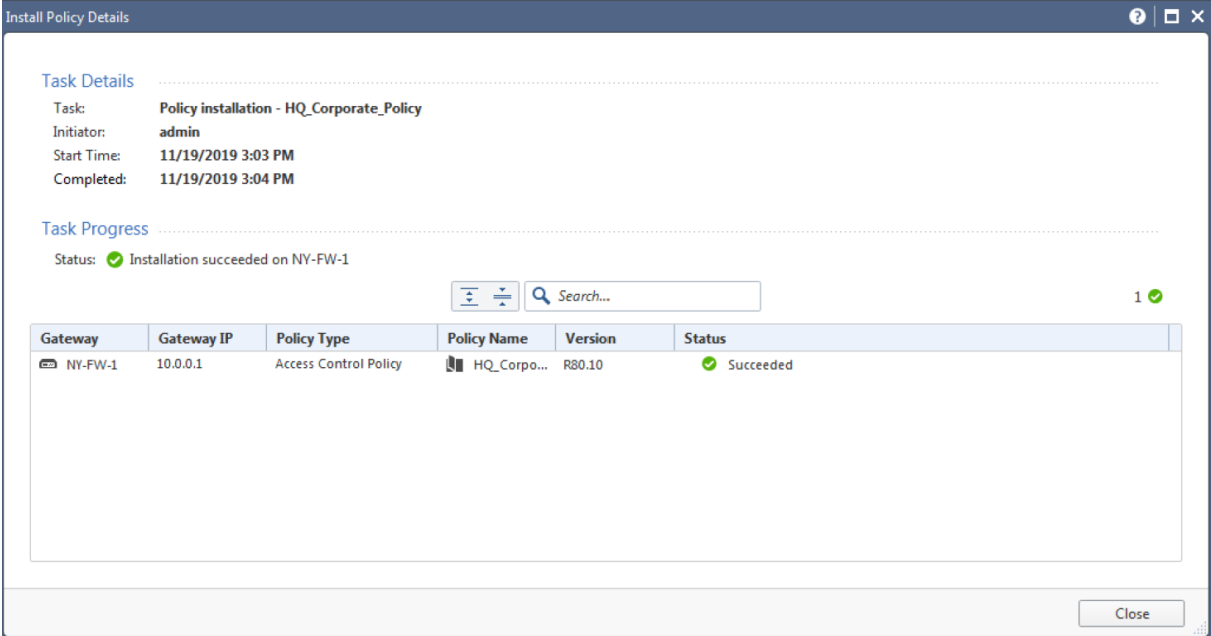 Install Policy Details
Task Details
Task: Policy installation - HQ_Corporate_Policy
Initiator: admin
Start Time: 11/19/2019 3:03 PM
Completed: 11/19/2019 3:04 PM
Task Progress
Status: Installation succeeded on NY-FW-1
Search...
1
Gateway Gateway IP Policy Type Policy Name Version Status
NY-FW-1 10.0.0.1 Access Control Policy HQ_Corpo... R80.10 Succeeded
Close